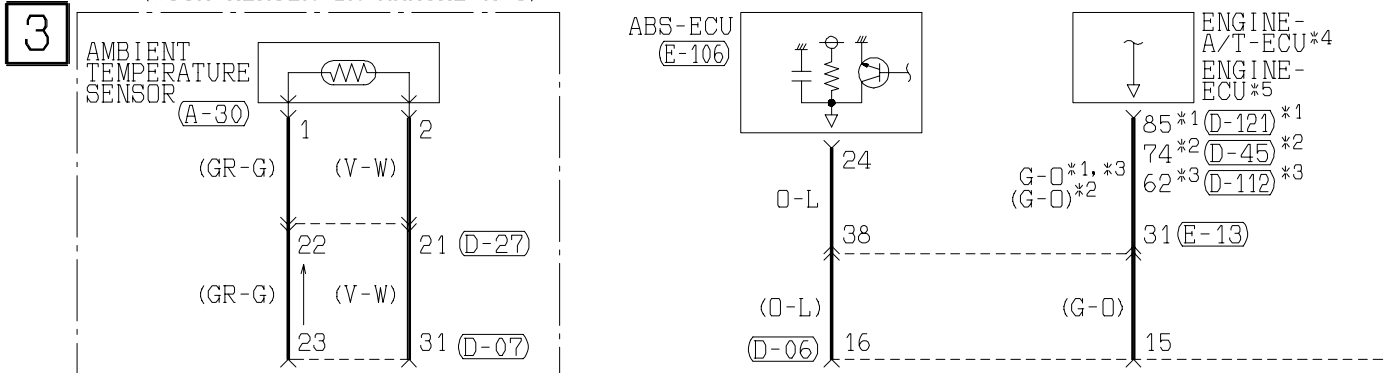 3
AMBIENT
TEMPERATURE
SENSOR
(A-30)
1
2
(GR-G)
(V-W)
22
21 (D-27)
(GR-G)
(V-W)
23
31 (D-07)
ABS-ECU
(E-106)
24
O-L
38
(O-L)
(D-06)
16
ENGINE-
A/T-ECU*4
ENGINE-
ECU*5
85*1 (D-121)*1
74*2 (D-45)*2
62*3 (D-112)*3
G-O*1,*3
(G-O)*2
31 (E-13)
(G-O)
15